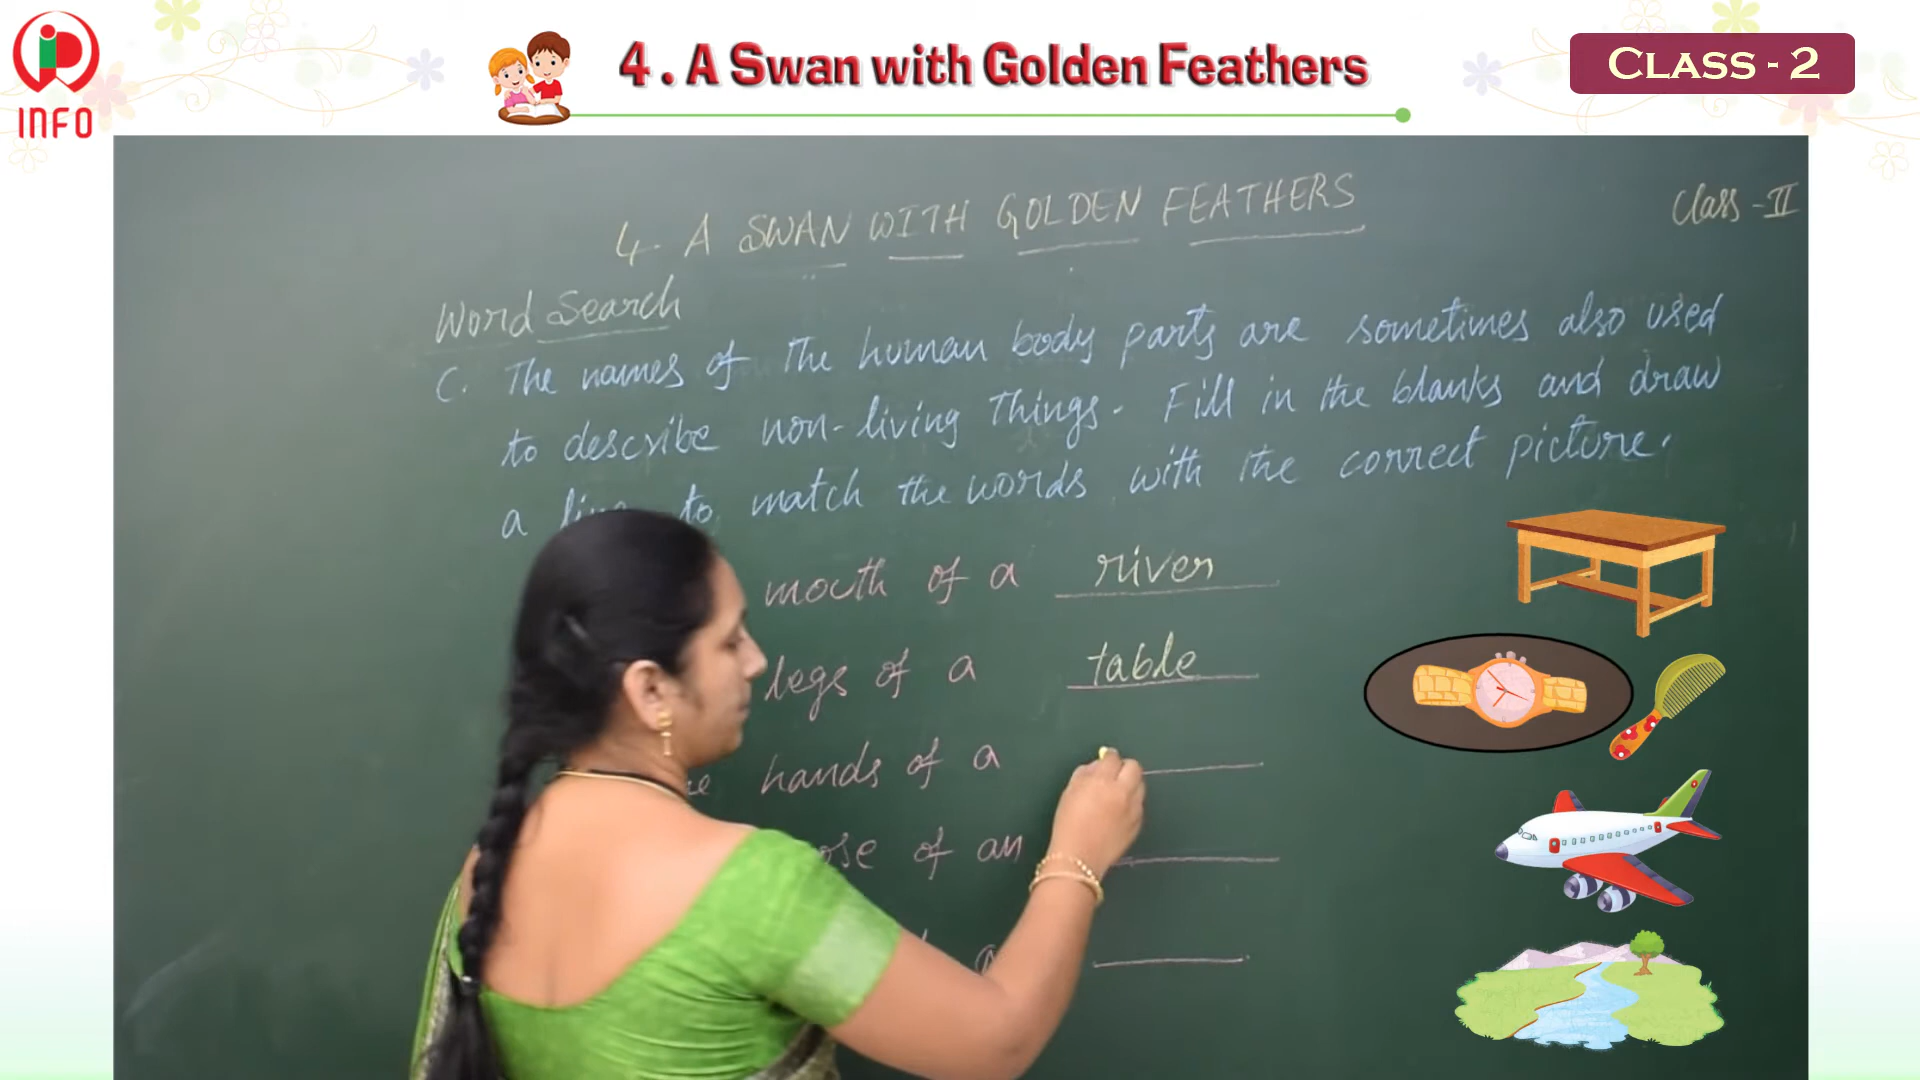 INFO
4. A Swan with Golden Feathers
CLASS - 2
4. A SWAN WITH GOLDEN FEATHERS
Class - II
Word Search
C. The names of the human body parts are sometimes also used
to describe non-living things. Fill in the blanks and draw
a to match the words with the correct picture.
mouth of a river
legs of a table
hands of a
of an